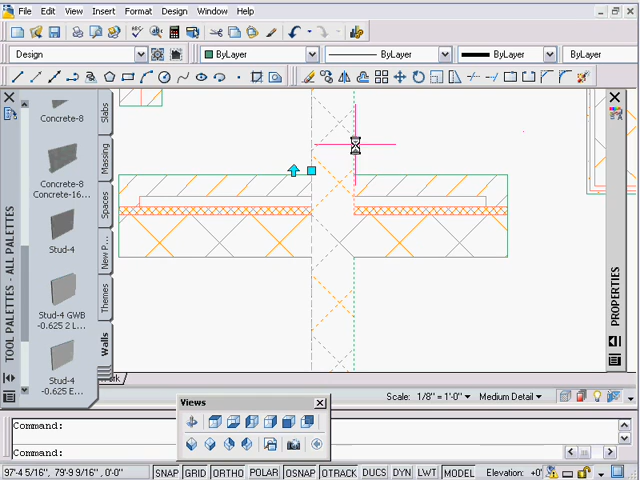 File Edit View Insert Format Design Window Help
Design ByLayer ByLayer ByLayer ByLayer
Concrete-8
Concrete-8
Concrete-16...
Stud-4
Stud-4 GWB
-0.625 2 L...
Stud-4
-0.625 E...
Slabs
Massing
Spaces
New P...
Themes
Walls
TOOL PALETTES - ALL PALETTES
PROPERTIES
Scale: 1/8" = 1'-0" Medium Detail
Views
Command:
Command:
97'-4 5/16", 79'-9 9/16", 0'-0" SNAP GRID ORTHO POLAR OSNAP OTRACK DUCS DYN LWT MODEL Elevation: +0"